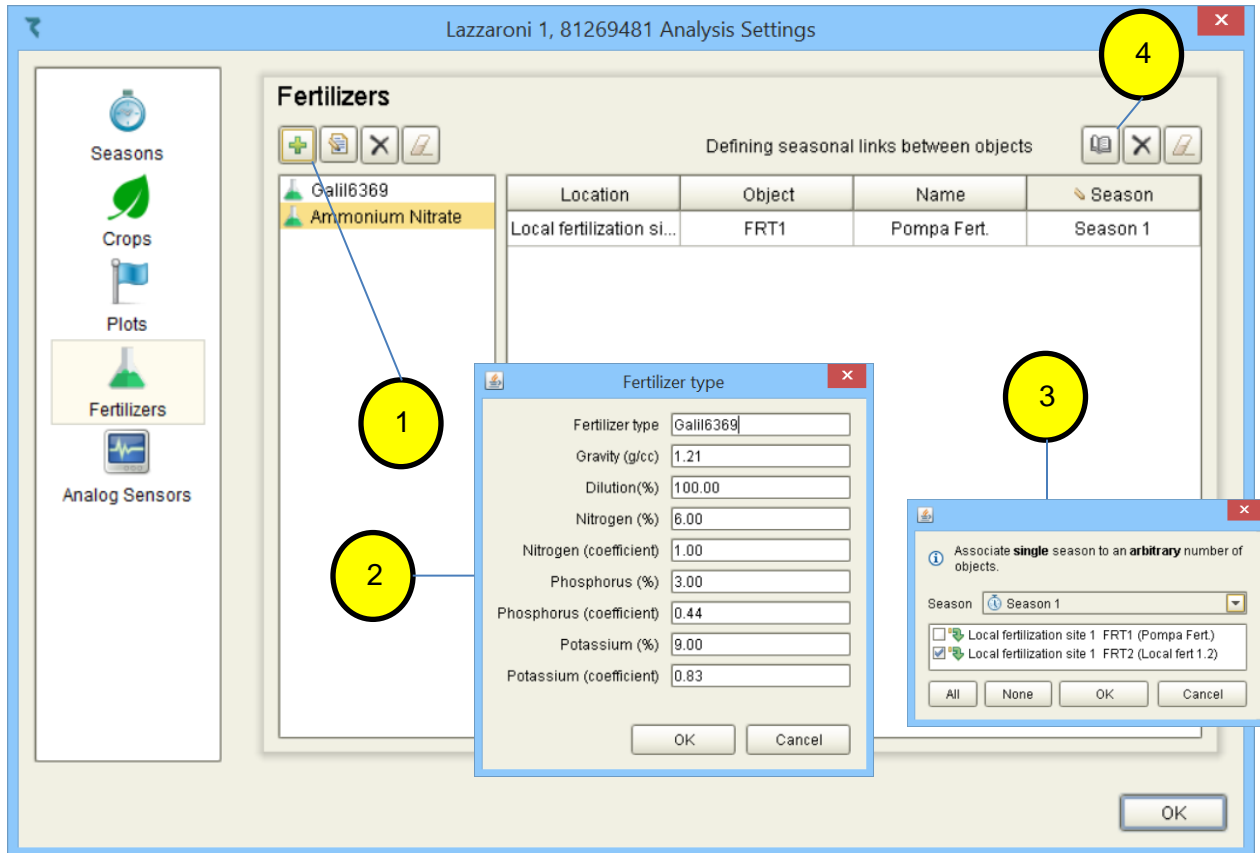 Lazzaroni 1, 81269481 Analysis Settings
4
Seasons
Crops
Plots
Fertilizers
Analog Sensors
Fertilizers
Defining seasonal links between objects
Galil6369
Ammonium Nitrate
Location Object Name Season
Local fertilization si... FRT1 Pompa Fert. Season 1
1
2
3
Fertilizer type
Fertilizer type Galil6369
Gravity (g/cc) 1.21
Dilution(%) 100.00
Nitrogen (%) 6.00
Nitrogen (coefficient) 1.00
Phosphorus (%) 3.00
Phosphorus (coefficient) 0.44
Potassium (%) 9.00
Potassium (coefficient) 0.83
OK Cancel
Associate single season to an arbitrary number of
objects.
Season Season 1
Local fertilization site 1 FRT1 (Pompa Fert.)
Local fertilization site 1 FRT2 (Local fert 1.2)
All None OK Cancel
OK